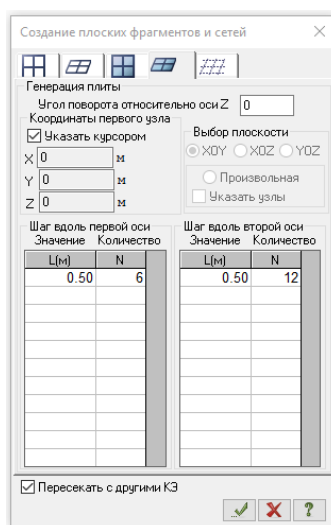 Создание плоских фрагментов и сетей
Генерация плиты
Угол поворота относительно оси Z 0
Координаты первого узла
Указать курсором
X 0 м
Y 0 м
Z 0 м
Выбор плоскости
XOY XOZ YOZ
Произвольная
Указать узлы
Шаг вдоль первой оси
Значение Количество
L(м) N
0.50 6
Шаг вдоль второй оси
Значение Количество
L(м) N
0.50 12
Пересекать с другими КЭ
?